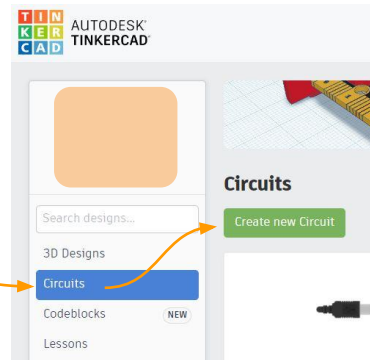 TIN
KER
CAD
AUTODESK®
TINKERCAD®
Search designs...
3D Designs
Circuits
Codeblocks
NEW
Lessons
Circuits
Create new Circuit